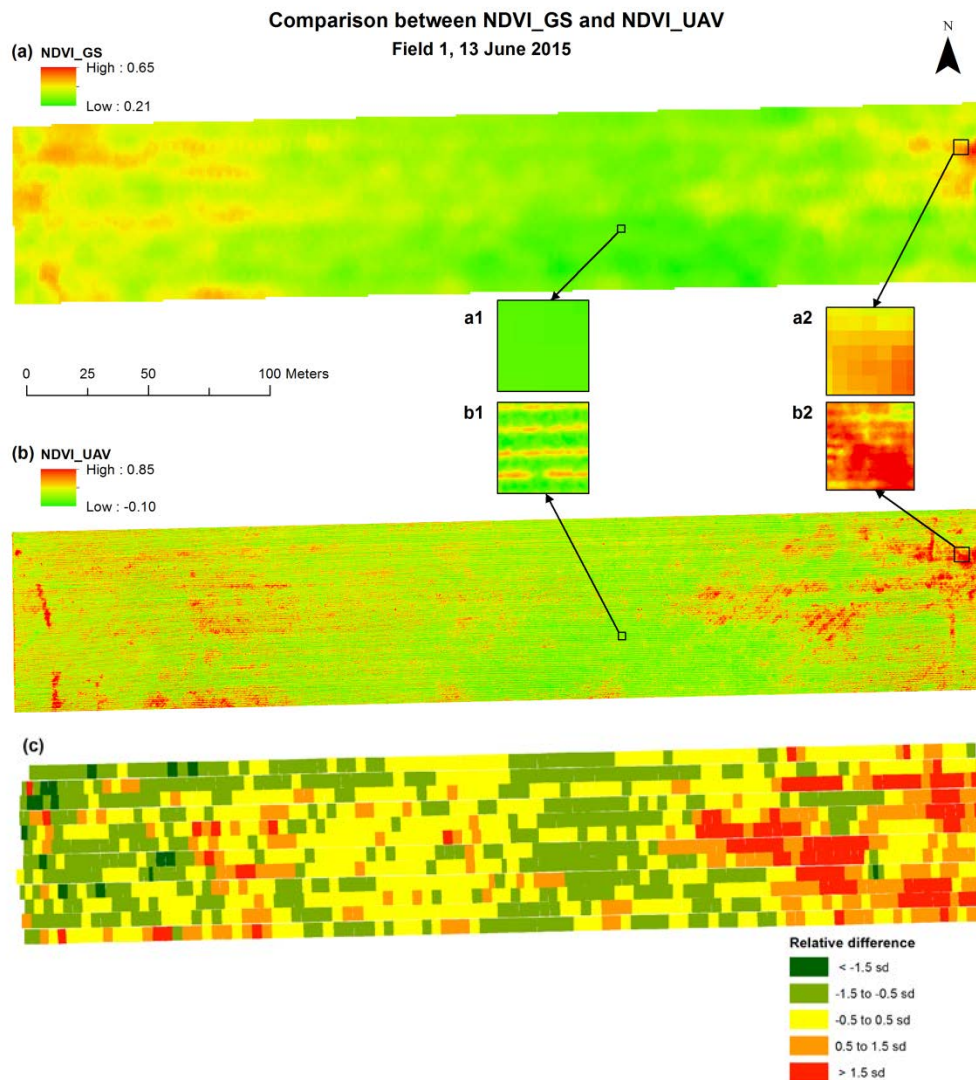 Comparison between NDVI_GS and NDVI_UAV
Field 1, 13 June 2015
N
(a) NDVI_GS
High : 0.65
Low : 0.21
a1
a2
0 25 50 100 Meters
b1
b2
(b) NDVI_UAV
High : 0.85
Low : -0.10
(c)
Relative difference
< -1.5 sd
-1.5 to -0.5 sd
-0.5 to 0.5 sd
0.5 to 1.5 sd
> 1.5 sd